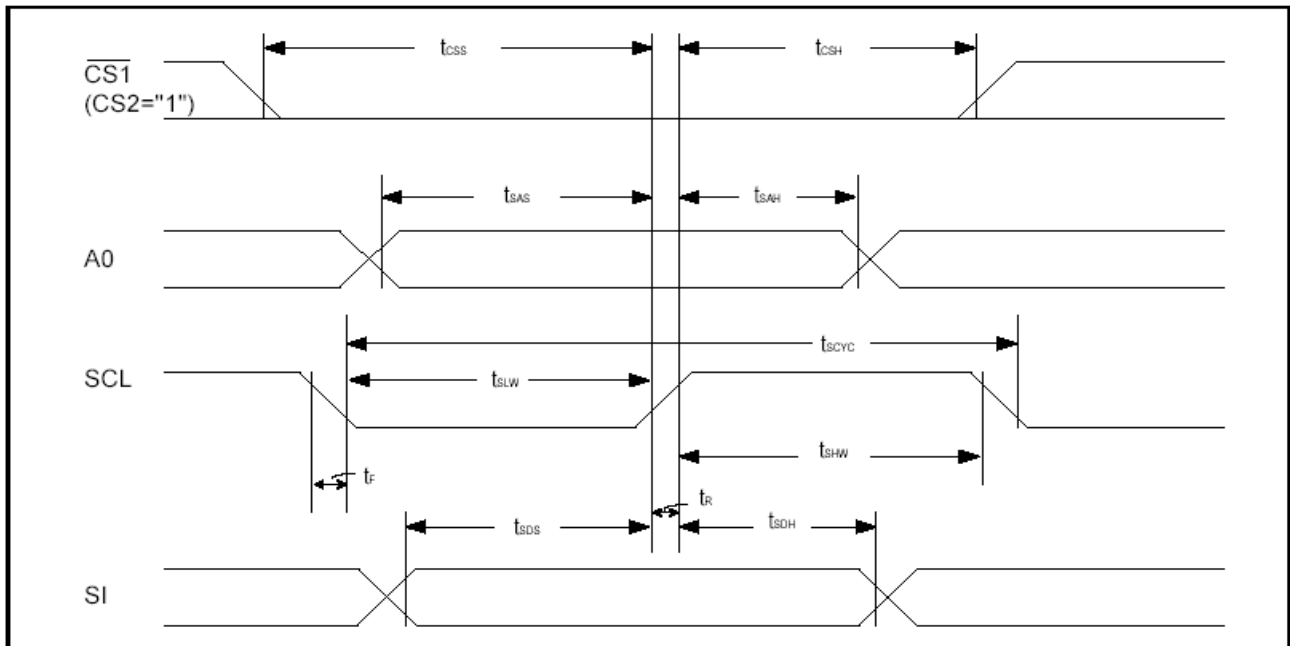 tCSS
tCSH
CS1
(CS2="1")
tSAS
tSAH
A0
tSCYC
SCL
tSLW
tSHW
tF
tR
tSDS
tSDH
SI